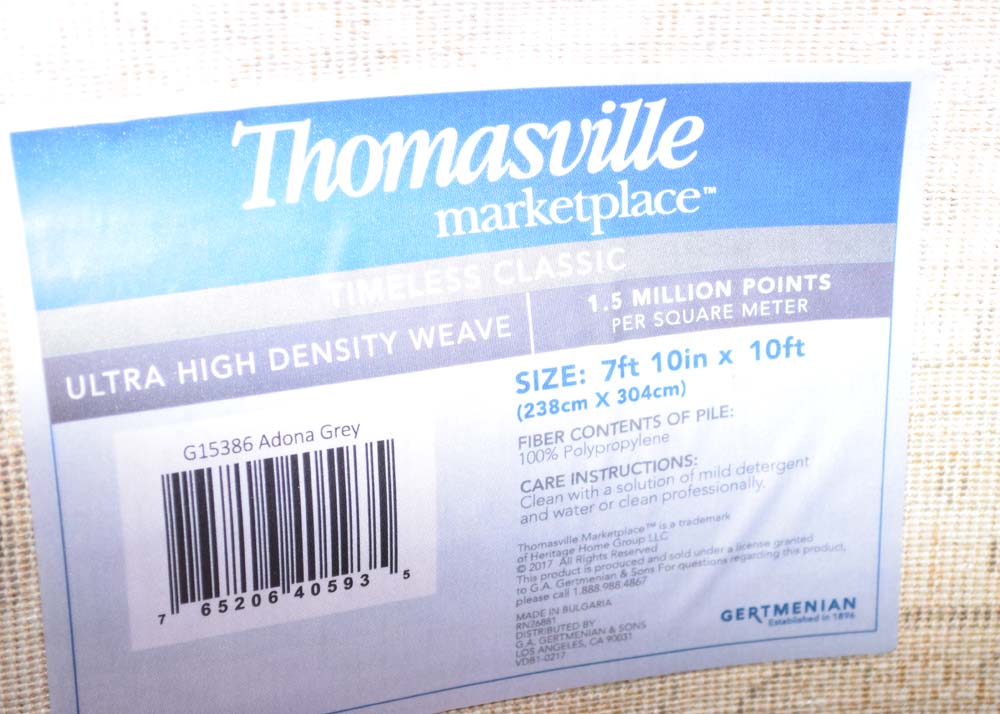 Thomasville
marketplace™
TIMELESS CLASSIC
ULTRA HIGH DENSITY WEAVE
1.5 MILLION POINTS
PER SQUARE METER
G15386 Adona Grey
7 65206 40593 5
SIZE: 7ft 10in x 10ft
(238cm X 304cm)
FIBER CONTENTS OF PILE:
100% Polypropylene
CARE INSTRUCTIONS:
Clean with a solution of mild detergent
and water or clean professionally.
Thomasville Marketplace™ is a trademark
of Heritage Home Group LLC
© 2017 All Rights Reserved
This product is produced and sold under a license granted
to G.A. Gertmenian & Sons For questions regarding this product,
please call 1.888.988.4867
MADE IN BULGARIA
RN26881
DISTRIBUTED BY
G.A. GERTMENIAN & SONS
LOS ANGELES, CA 90031
VDB1-0217
GERTMENIAN
Established in 1896